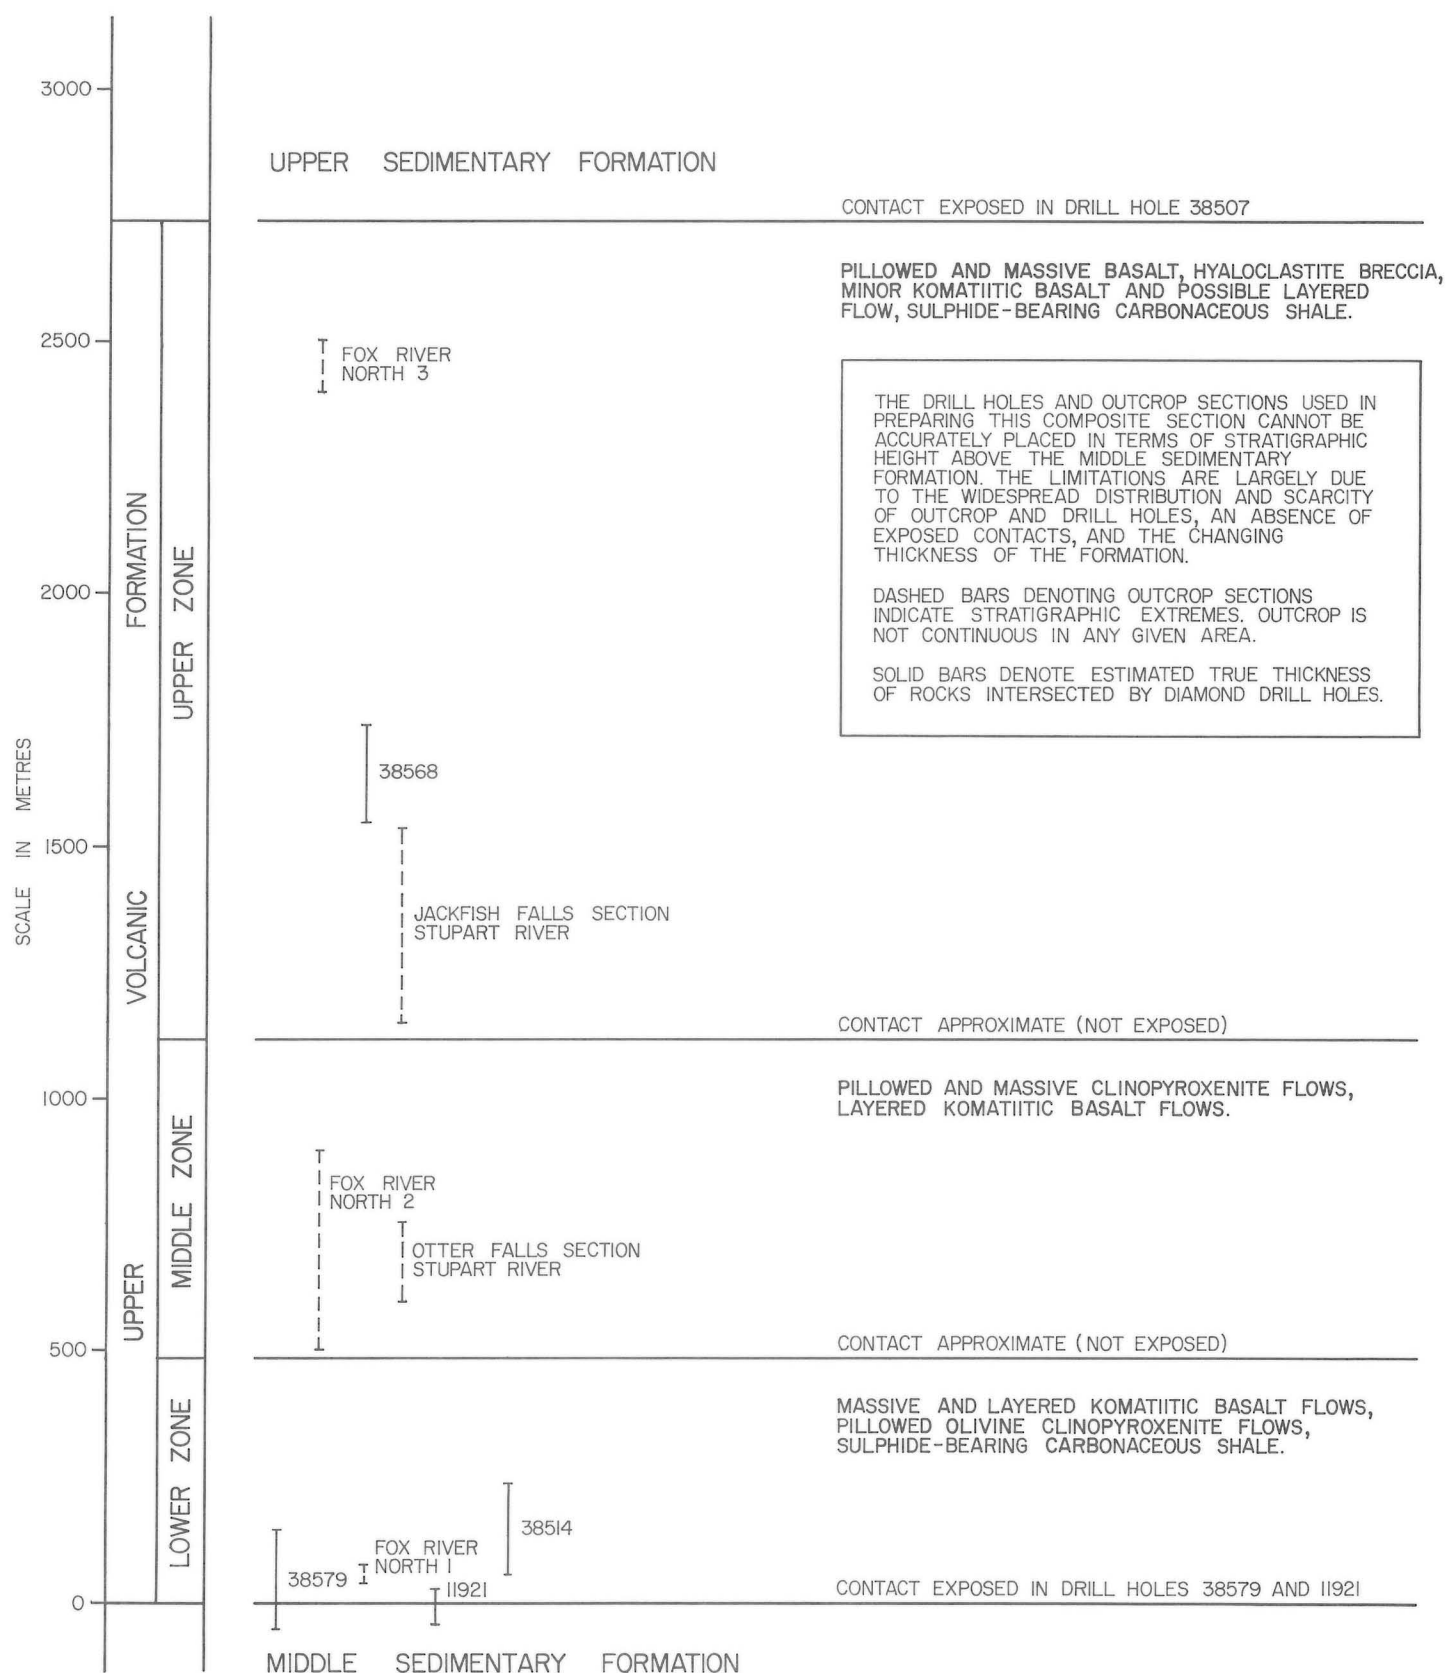 3000
UPPER SEDIMENTARY FORMATION
CONTACT EXPOSED IN DRILL HOLE 38507
PILLOWED AND MASSIVE BASALT, HYALOCLASTITE BRECCIA,
MINOR KOMATIITIC BASALT AND POSSIBLE LAYERED
FLOW, SULPHIDE-BEARING CARBONACEOUS SHALE.
2500
FOX RIVER
NORTH 3
THE DRILL HOLES AND OUTCROP SECTIONS USED IN
PREPARING THIS COMPOSITE SECTION CANNOT BE
ACCURATELY PLACED IN TERMS OF STRATIGRAPHIC
HEIGHT ABOVE THE MIDDLE SEDIMENTARY
FORMATION. THE LIMITATIONS ARE LARGELY DUE
TO THE WIDESPREAD DISTRIBUTION AND SCARCITY
OF OUTCROP AND DRILL HOLES, AN ABSENCE OF
EXPOSED CONTACTS, AND THE CHANGING
THICKNESS OF THE FORMATION.
DASHED BARS DENOTING OUTCROP SECTIONS
INDICATE STRATIGRAPHIC EXTREMES. OUTCROP IS
NOT CONTINUOUS IN ANY GIVEN AREA.
SOLID BARS DENOTE ESTIMATED TRUE THICKNESS
OF ROCKS INTERSECTED BY DIAMOND DRILL HOLES.
2000
UPPER VOLCANIC FORMATION
UPPER ZONE
SCALE IN METRES
38568
1500
JACKFISH FALLS SECTION
STUPART RIVER
CONTACT APPROXIMATE (NOT EXPOSED)
1000
PILLOWED AND MASSIVE CLINOPYROXENITE FLOWS,
LAYERED KOMATIITIC BASALT FLOWS.
MIDDLE ZONE
FOX RIVER
NORTH 2
OTTER FALLS SECTION
STUPART RIVER
500
CONTACT APPROXIMATE (NOT EXPOSED)
MASSIVE AND LAYERED KOMATIITIC BASALT FLOWS,
PILLOWED OLIVINE CLINOPYROXENITE FLOWS,
SULPHIDE-BEARING CARBONACEOUS SHALE.
LOWER ZONE
38514
FOX RIVER
NORTH 1
38579
11921
CONTACT EXPOSED IN DRILL HOLES 38579 AND 11921
0
MIDDLE SEDIMENTARY FORMATION